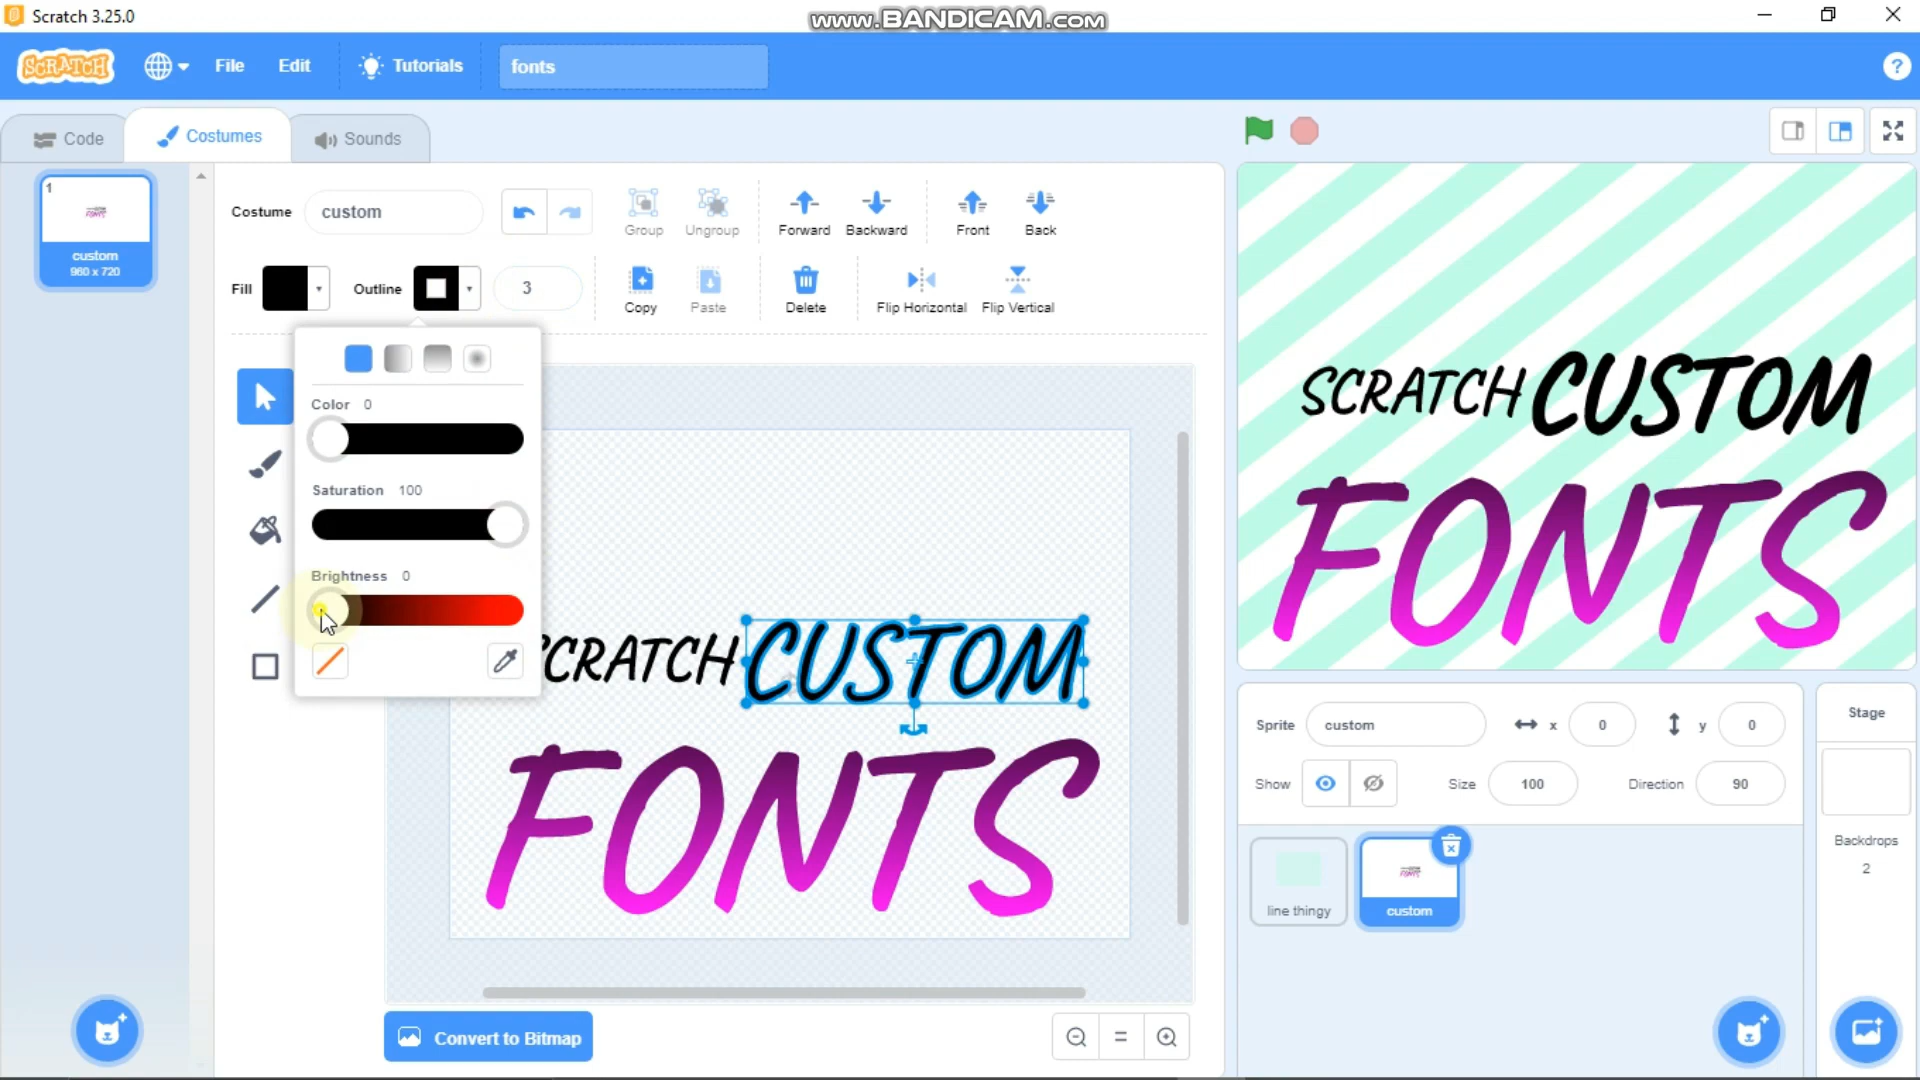 Scratch 3.25.0
www.BANDICAM.com
SCRATCH
File
Edit
Tutorials
fonts
?
Code
Costumes
Sounds
1
custom
960 x 720
Costume
custom
Group
Ungroup
Forward
Backward
Front
Back
Fill
Outline
3
Copy
Paste
Delete
Flip Horizontal
Flip Vertical
Color 0
Saturation 100
Brightness 0
CRATCH CUSTOM
FONTS
Convert to Bitmap
SCRATCH CUSTOM
FONTS
Sprite
custom
x
0
y
0
Show
Size
100
Direction
90
line thingy
FONTS
custom
Stage
Backdrops
2